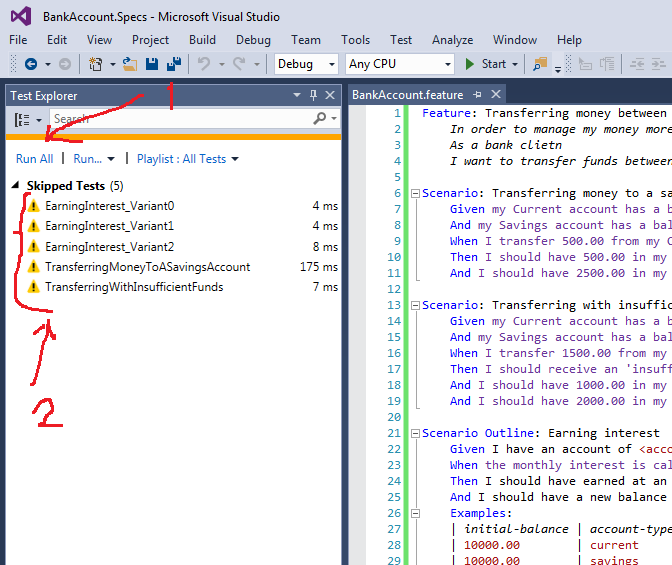 BankAccount.Specs - Microsoft Visual Studio
File Edit View Project Build Debug Team Tools Test Analyze Window Help
Debug Any CPU Start
Test Explorer
1
Search
Run All | Run... | Playlist : All Tests
Skipped Tests (5)
EarningInterest_Variant0 4 ms
EarningInterest_Variant1 4 ms
EarningInterest_Variant2 8 ms
TransferringMoneyToASavingsAccount 175 ms
TransferringWithInsufficientFunds 7 ms
2
BankAccount.feature
1 Feature: Transferring money between
2 In order to manage my money more
3 As a bank clietn
4 I want to transfer funds between
5
6 Scenario: Transferring money to a sa
7 Given my Current account has a b
8 And my Savings account has a bal
9 When I transfer 500.00 from my C
10 Then I should have 500.00 in my
11 And I should have 2500.00 in my
12
13 Scenario: Transferring with insuffic
14 Given my Current account has a b
15 And my Savings account has a bal
16 When I transfer 1500.00 from my
17 Then I should receive an 'insuff
18 And I should have 1000.00 in my
19 And I should have 2000.00 in my
20
21 Scenario Outline: Earning interest
22 Given I have an account of <acco
23 When the monthly interest is cal
24 Then I should have earned at an
25 And I should have a new balance
26 Examples:
27 | initial-balance | account-type
28 | 10000.00 | current
29 | 10000.00 | savings